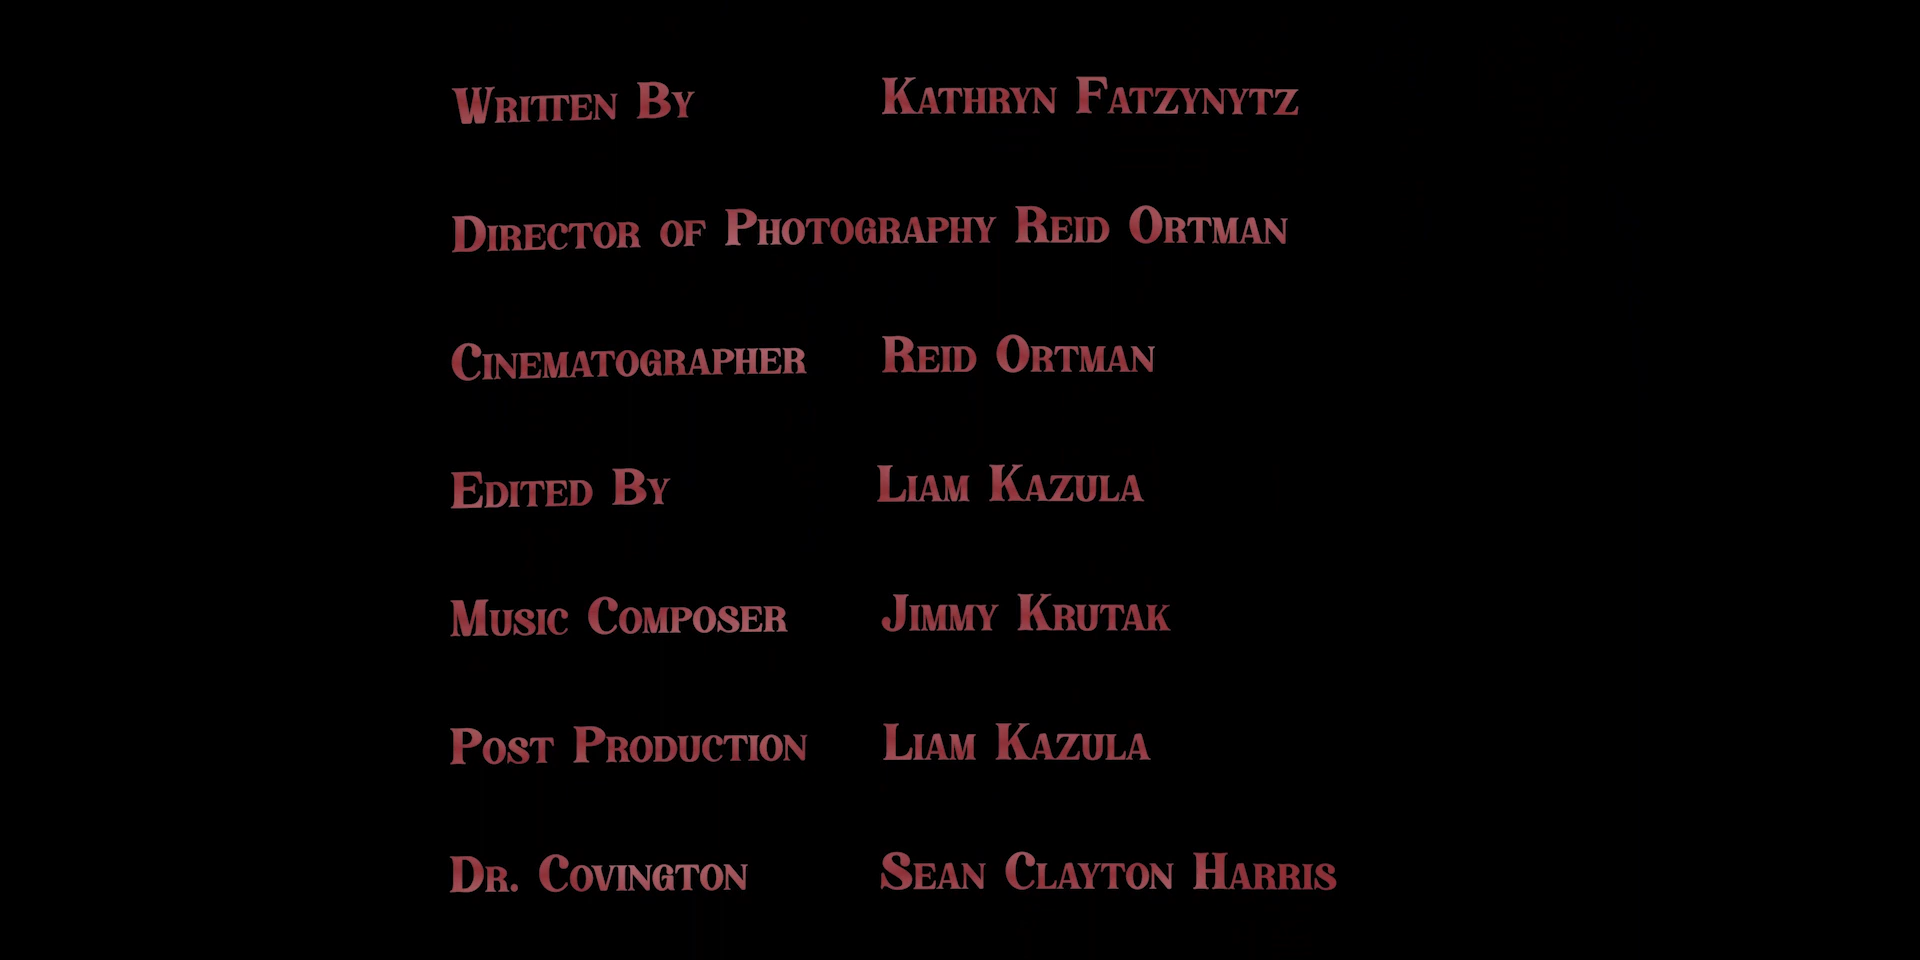 Written By Kathryn Fatzynytz
Director of Photography Reid Ortman
Cinematographer Reid Ortman
Edited By Liam Kazula
Music Composer Jimmy Krutak
Post Production Liam Kazula
Dr. Covington Sean Clayton Harris